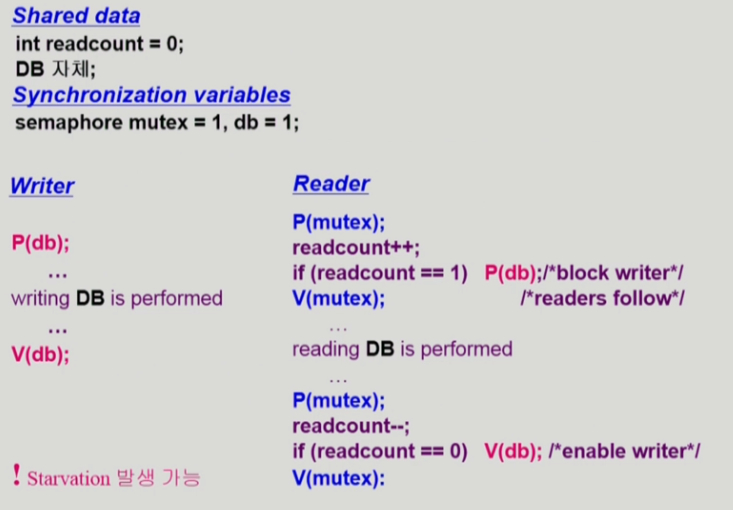 Shared data
int readcount = 0;
DB 자체;
Synchronization variables
semaphore mutex = 1, db = 1;
Writer
P(db);
...
writing DB is performed
...
V(db);
! Starvation 발생 가능
Reader
P(mutex);
readcount++;
if (readcount == 1) P(db);/*block writer*/
V(mutex); /*readers follow*/
...
reading DB is performed
...
P(mutex);
readcount--;
if (readcount == 0) V(db); /*enable writer*/
V(mutex):